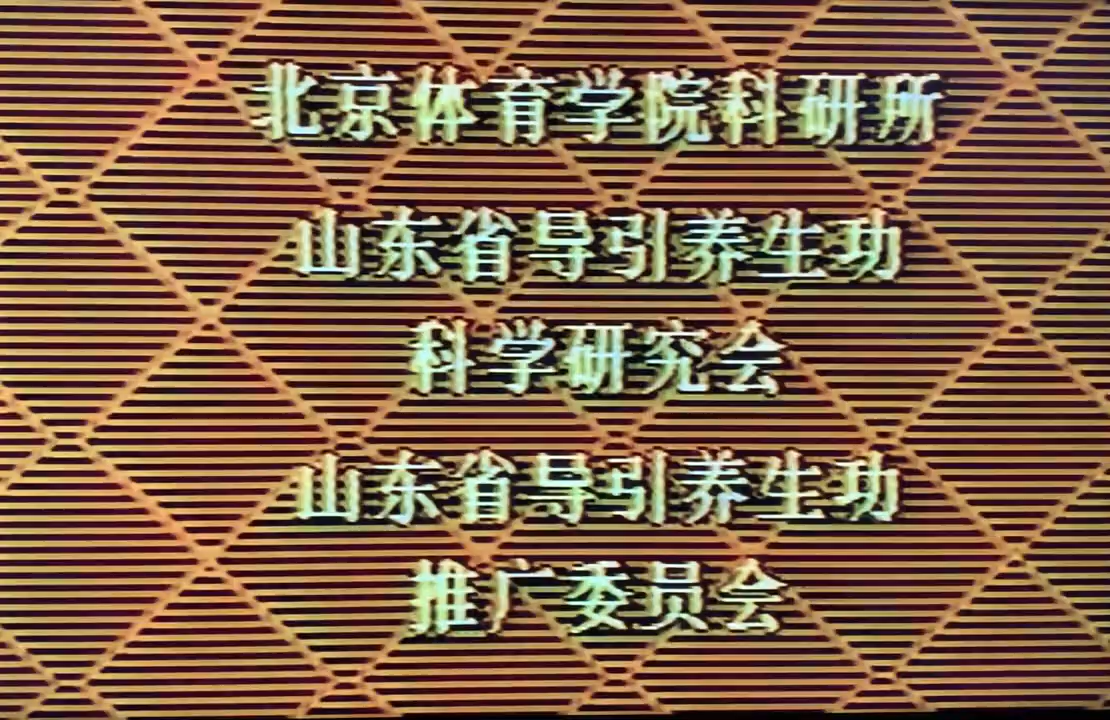 北京体育学院科研所
山东省导引养生功
科学研究会
山东省导引养生功
推广委员会